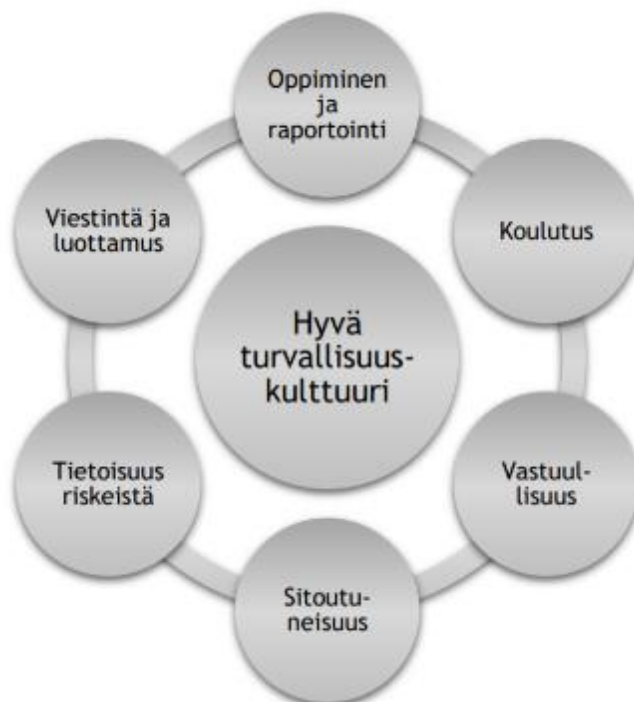 Oppiminen
ja
raportointi
Koulutus
Vastuul-
lisuus
Sitoutu-
neisuus
Tietoisuus
riskeistä
Viestintä ja
luottamus
Hyvä
turvallisuus-
kulttuuri